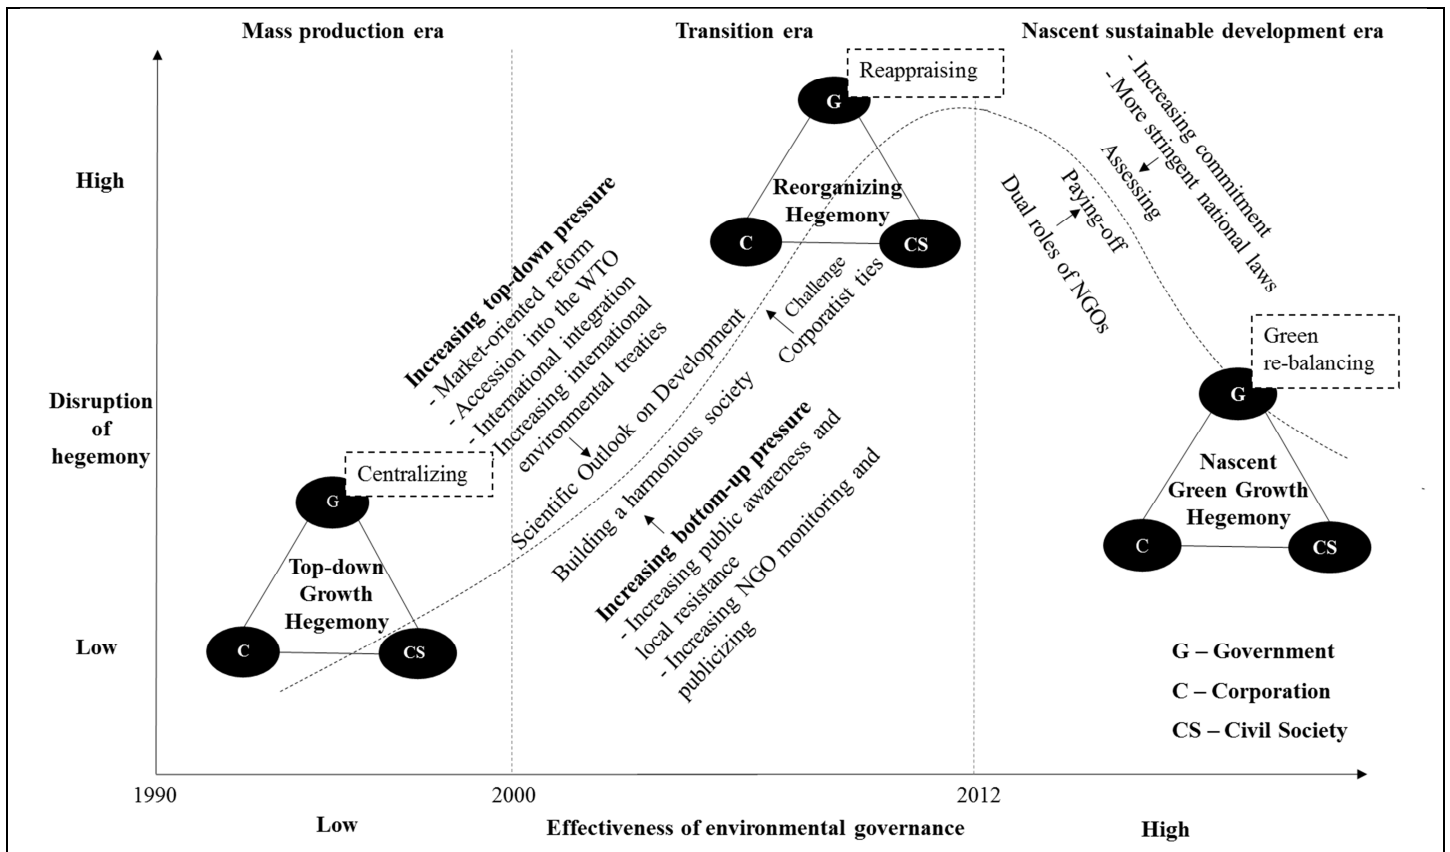 Mass production era
Transition era
Nascent sustainable development era
High
Disruption
of
hegemony
Low
Centralizing
G
Top-down
Growth
Hegemony
C
CS
Increasing top-down pressure
- Market-oriented reform
- Accession into the WTO
- International integration
- Increasing international
environmental treaties
Scientific Outlook on Development
Building a harmonious society
Increasing bottom-up pressure
- Increasing public awareness and
local resistance
- Increasing NGO monitoring and
publicizing
Reappraising
G
Reorganizing
Hegemony
C
CS
Challenge
Corporatist ties
- Increasing commitment
- More stringent national laws
Assessing
Paying-off
Dual roles of NGOs
Green
re-balancing
G
Nascent
Green Growth
Hegemony
C
CS
G – Government
C – Corporation
CS – Civil Society
1990
2000
2012
Low
Effectiveness of environmental governance
High